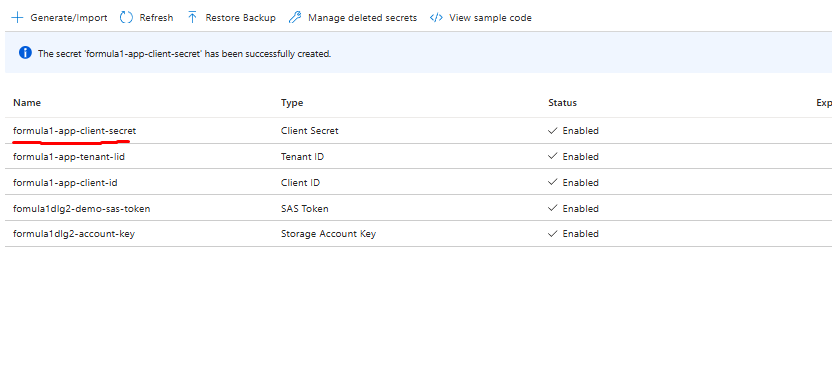 Generate/Import Refresh Restore Backup Manage deleted secrets View sample code
The secret 'formula1-app-client-secret' has been successfully created.
Name Type Status Exp
formula1-app-client-secret Client Secret Enabled
formula1-app-tenant-lid Tenant ID Enabled
formula1-app-client-id Client ID Enabled
fomula1dlg2-demo-sas-token SAS Token Enabled
formula1dlg2-account-key Storage Account Key Enabled